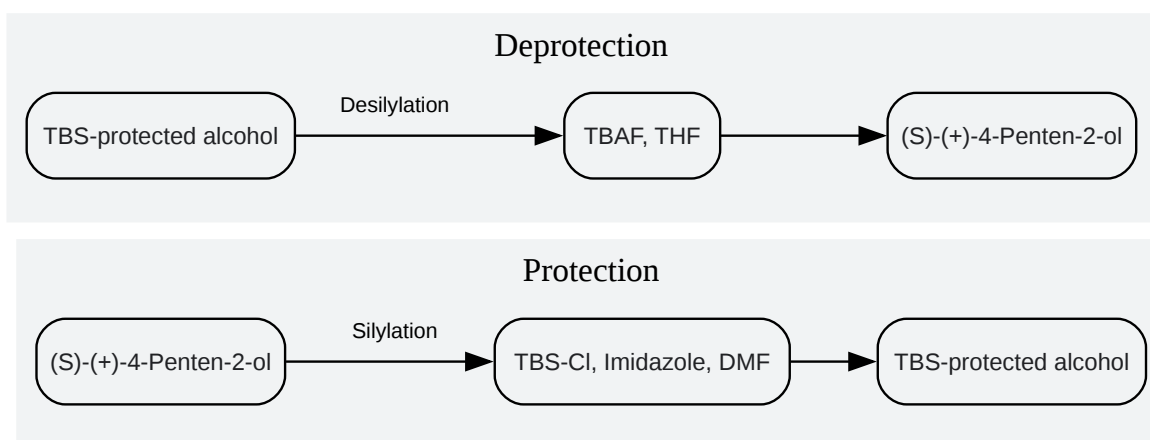 Deprotection
Desilylation
TBS-protected alcohol
TBAF, THF
(S)-(+)-4-Penten-2-ol
Protection
Silylation
(S)-(+)-4-Penten-2-ol
TBS-Cl, Imidazole, DMF
TBS-protected alcohol